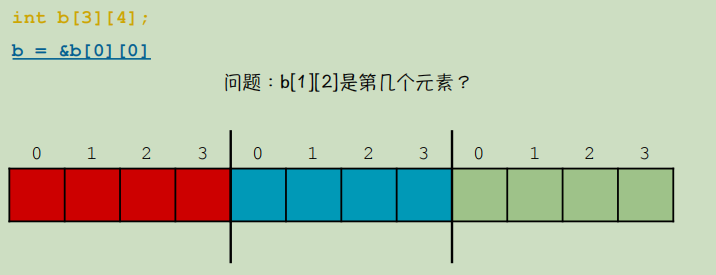 int b[3][4];
b = &b[0][0]
问题：b[1][2]是第几个元素？
0 1 2 3 0 1 2 3 0 1 2 3